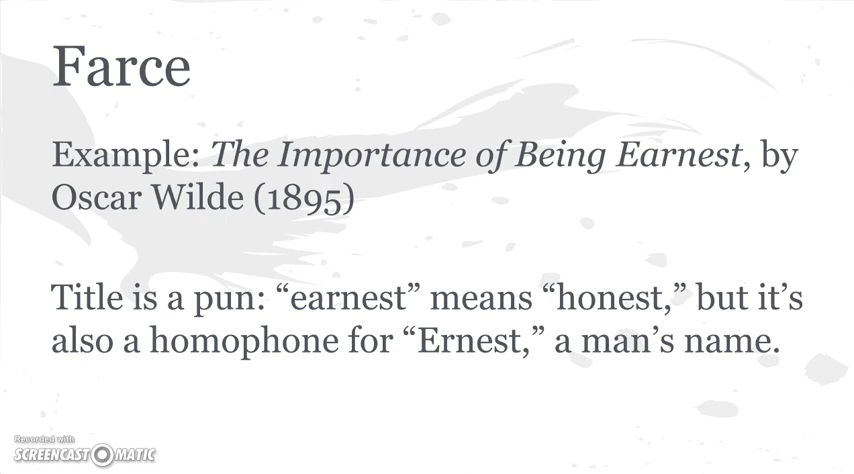 Farce
Example: The Importance of Being Earnest, by
Oscar Wilde (1895)
Title is a pun: “earnest” means “honest,” but it’s
also a homophone for “Ernest,” a man’s name.
Recorded with
SCREENCAST O MATIC